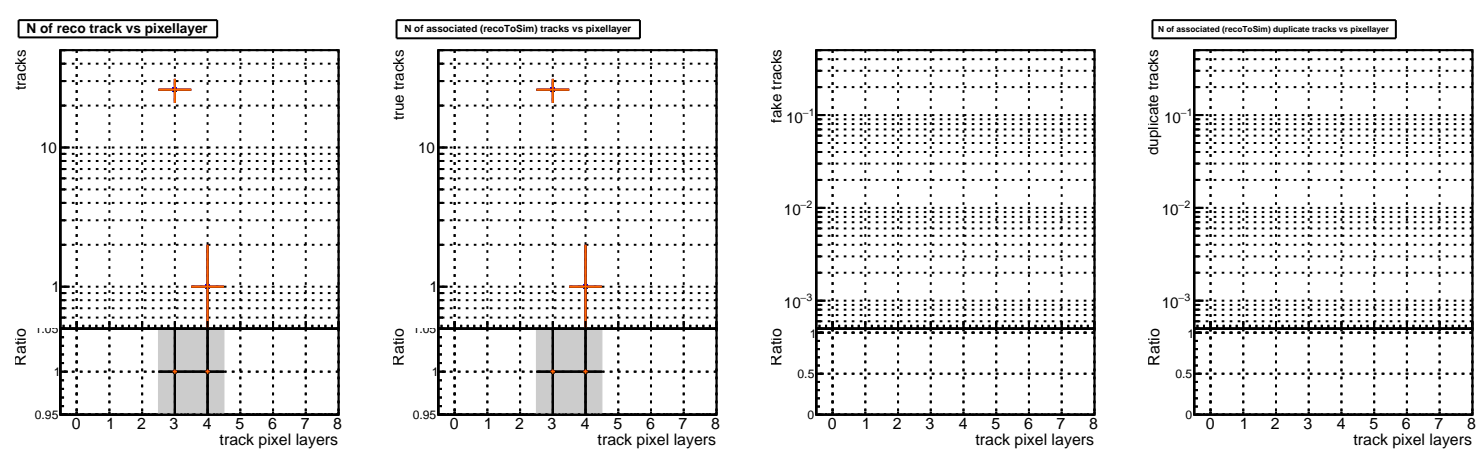 N of reco track vs pixellayer
tracks
10
1
Ratio
1.05
1
0.95
0 1 2 3 4 5 6 7 8
track pixel layers
N of associated (recoToSim) tracks vs pixellayer
true tracks
10
1
Ratio
1.05
1
0.95
0 1 2 3 4 5 6 7 8
track pixel layers
fake tracks
10⁻¹
10⁻²
10⁻³
Ratio
1
0.5
0
0 1 2 3 4 5 6 7 8
track pixel layers
N of associated (recoToSim) duplicate tracks vs pixellayer
duplicate tracks
10⁻¹
10⁻²
10⁻³
Ratio
1
0.5
0
0 1 2 3 4 5 6 7 8
track pixel layers